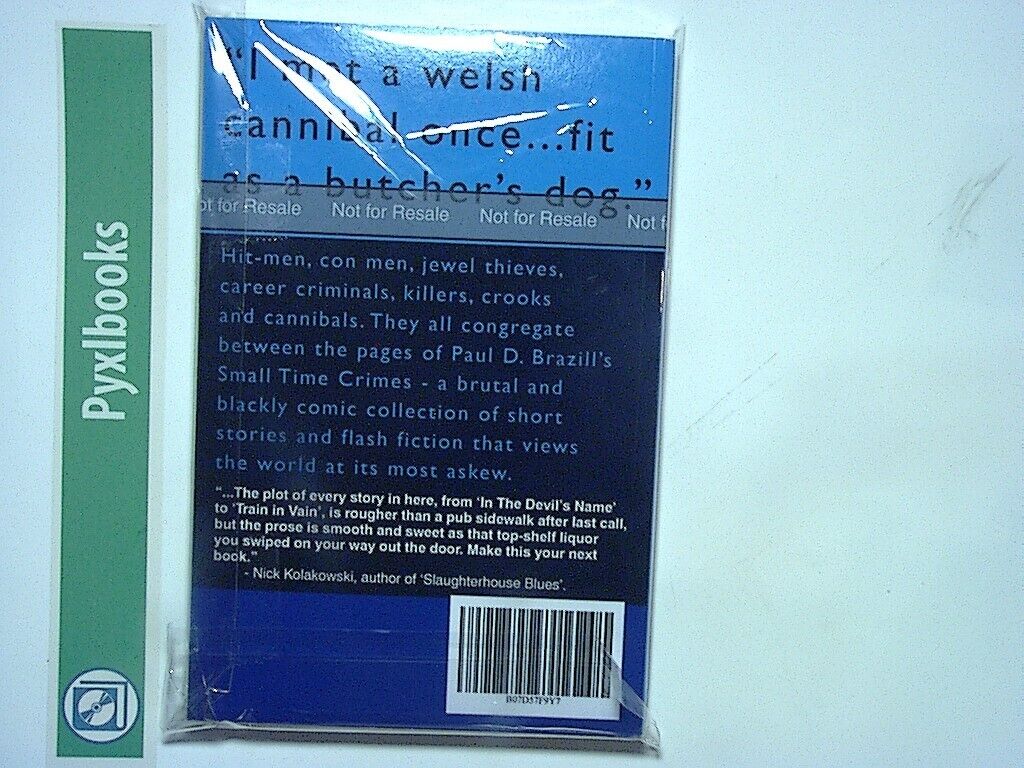 Pyxlbooks
"I met a welsh
cannibal once...fit
as a butcher's dog."
ot for Resale Not for Resale Not for Resale Not f
Hit-men, con men, jewel thieves,
career criminals, killers, crooks
and cannibals. They all congregate
between the pages of Paul D. Brazill's
Small Time Crimes - a brutal and
blackly comic collection of short
stories and flash fiction that views
the world at its most askew.
"...The plot of every story in here, from 'In The Devil's Name'
to 'Train in Vain', is rougher than a pub sidewalk after last call,
but the prose is smooth and sweet as that top-shelf liquor
you swiped on your way out the door. Make this your next
book."
- Nick Kolakowski, author of 'Slaughterhouse Blues'.
B07D57F9Y7